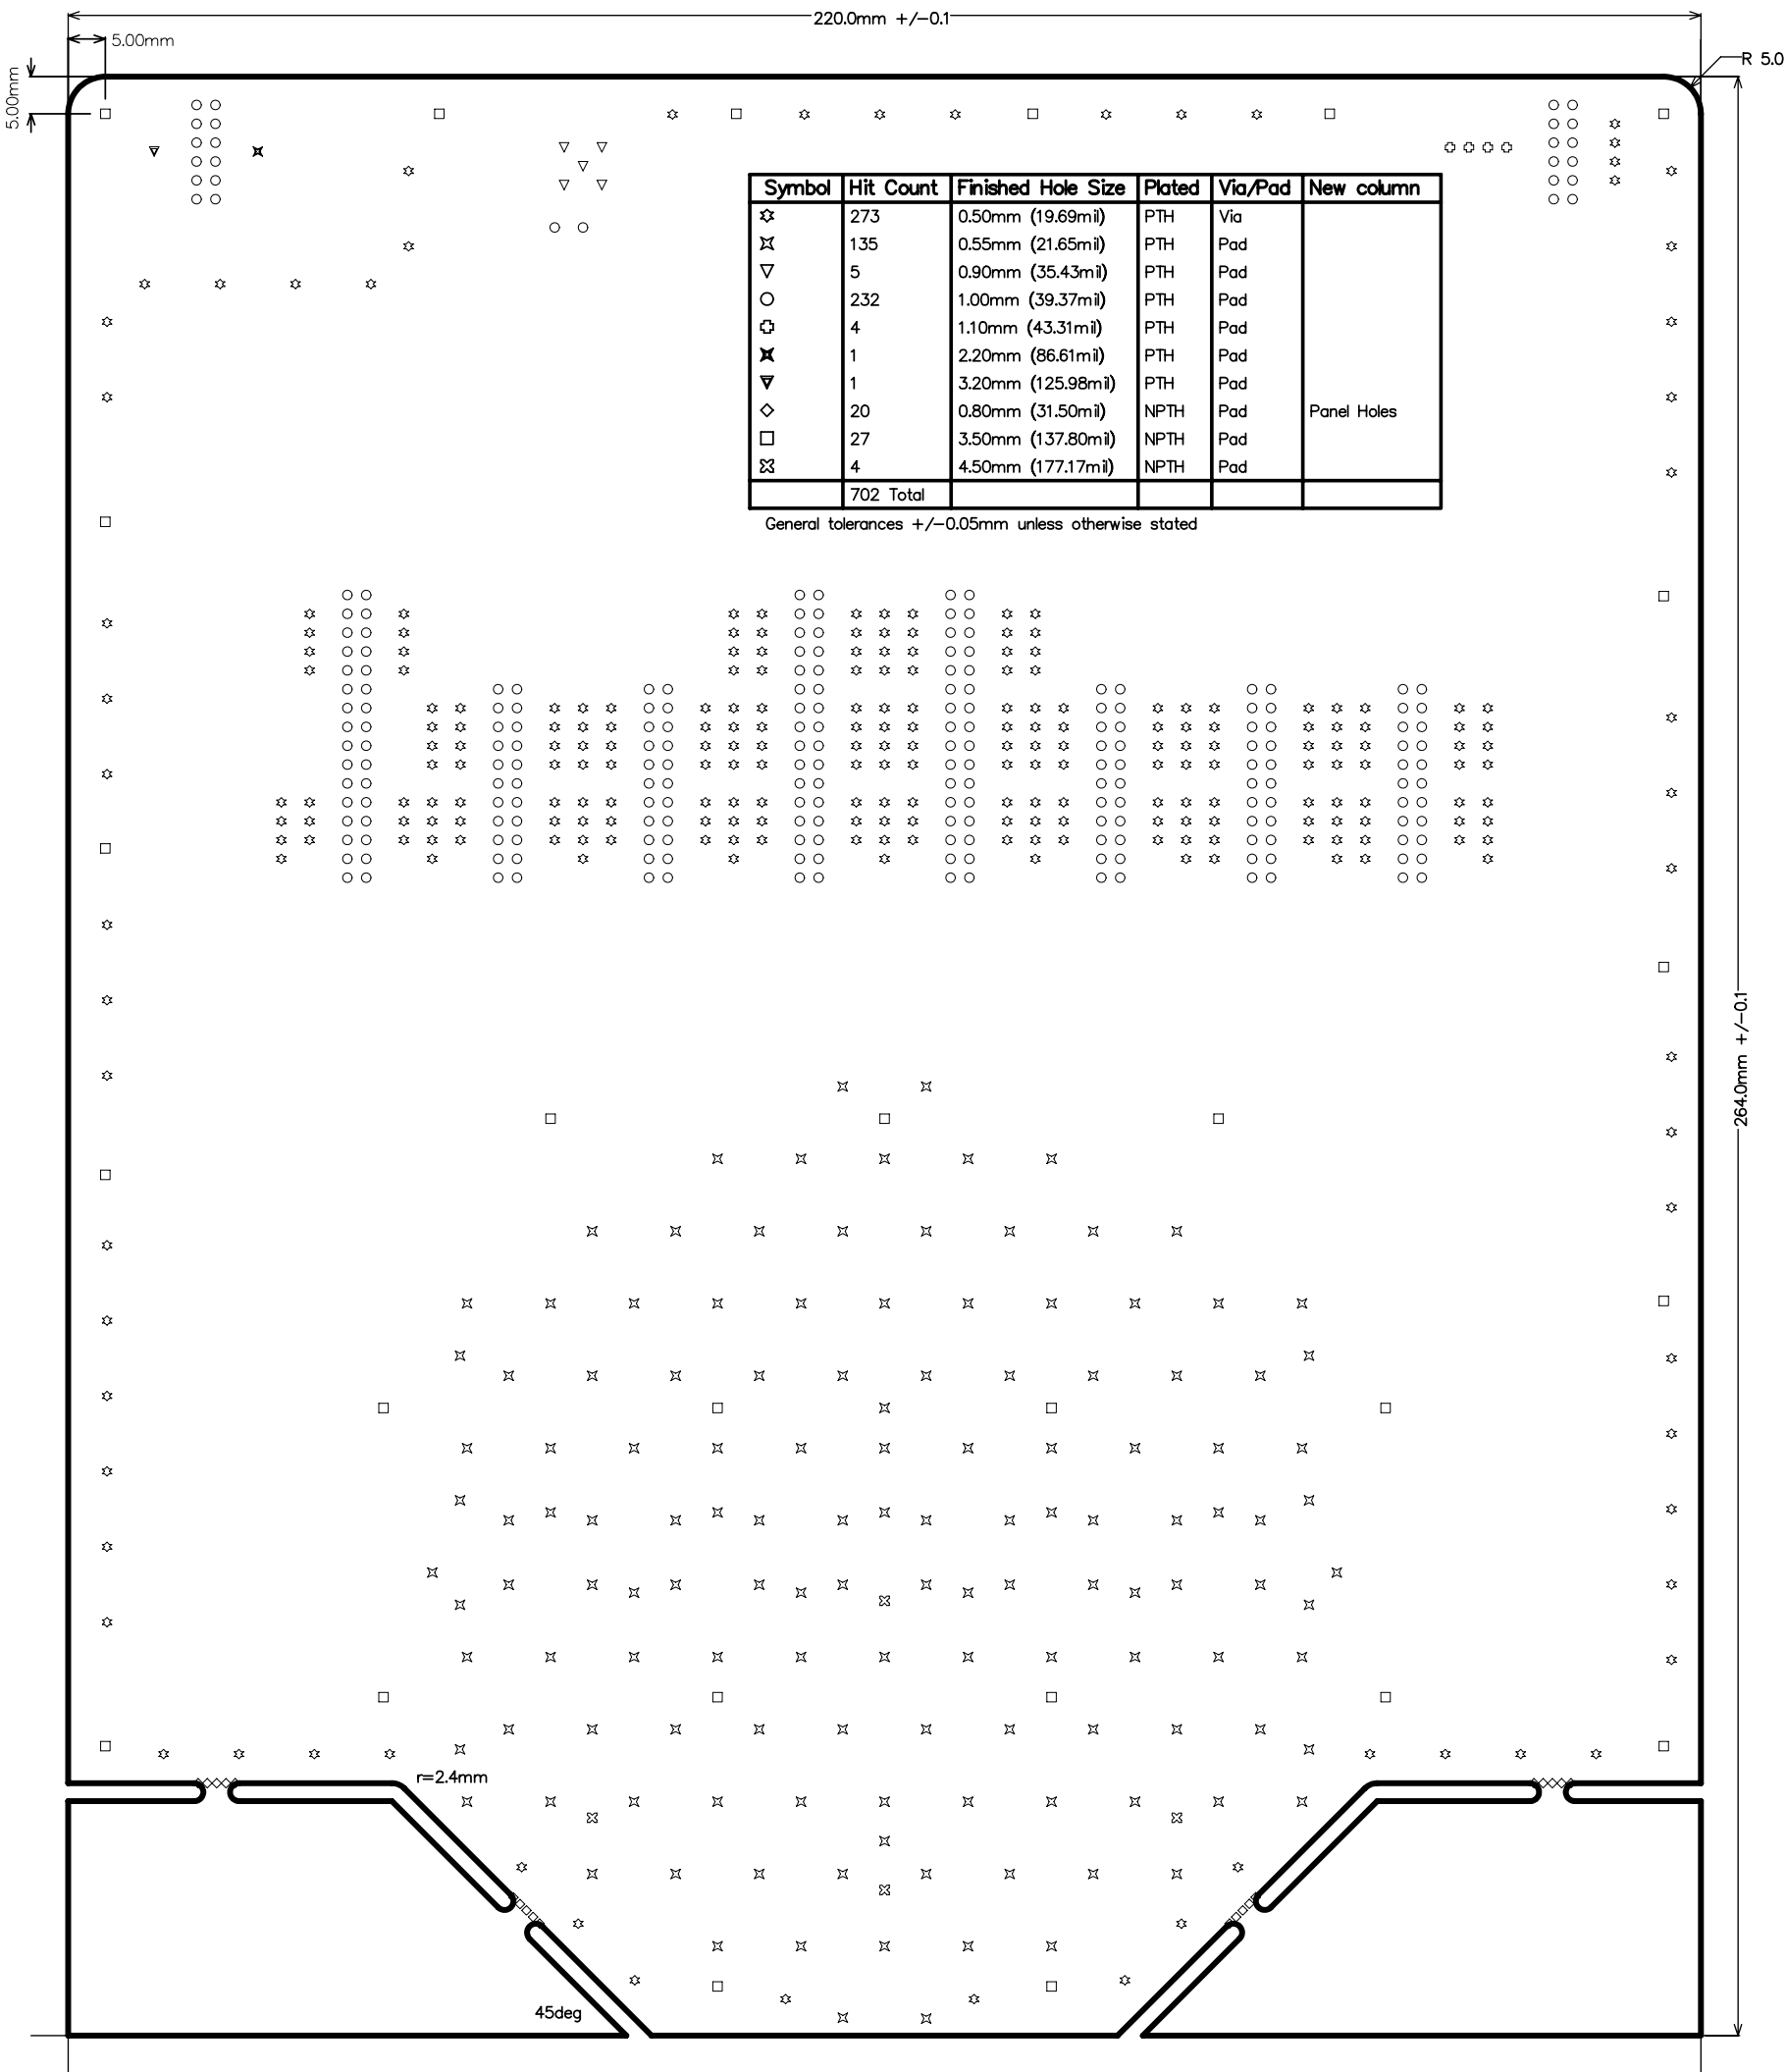 220.0mm +/-0.1
5.00mm
R 5.0
5.00mm
Symbol Hit Count Finished Hole Size Plated Via/Pad New column
273 0.50mm (19.69mil) PTH Via
135 0.55mm (21.65mil) PTH Pad
5 0.90mm (35.43mil) PTH Pad
232 1.00mm (39.37mil) PTH Pad
4 1.10mm (43.31mil) PTH Pad
1 2.20mm (86.61mil) PTH Pad
1 3.20mm (125.98mil) PTH Pad
20 0.80mm (31.50mil) NPTH Pad Panel Holes
27 3.50mm (137.80mil) NPTH Pad
4 4.50mm (177.17mil) NPTH Pad
702 Total
General tolerances +/-0.05mm unless otherwise stated
264.0mm +/-0.1
r=2.4mm
45deg